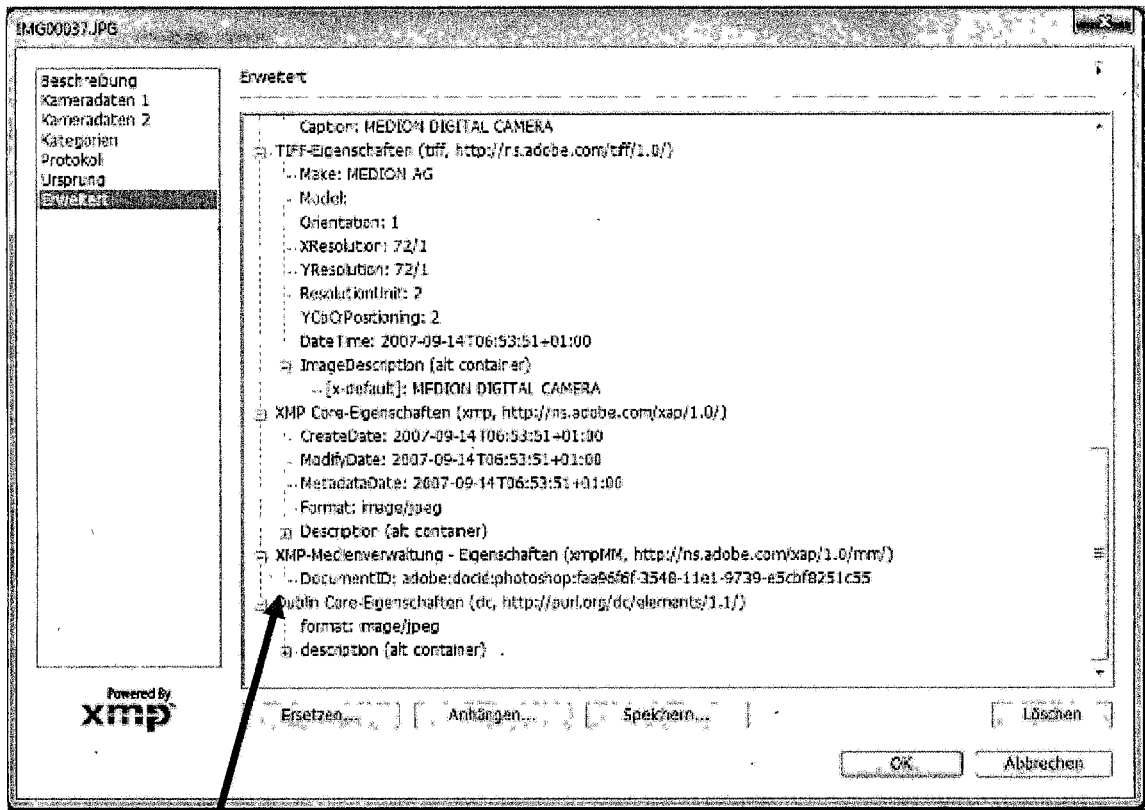 IMG00037.JPG
Beschreibung
Kameradaten 1
Kameradaten 2
Kategorien
Protokoll
Ursprung
Erweitert
Erweitert
Caption: MEDION DIGITAL CAMERA
TIFF-Eigenschaften (tiff, http://ns.adobe.com/tiff/1.0/)
Make: MEDION AG
Model:
Orientation: 1
XResolution: 72/1
YResolution: 72/1
ResolutionUnit: 2
YCbCrPositioning: 2
DateTime: 2007-09-14T06:53:51+01:00
ImageDescription (alt container)
[x-default]: MEDION DIGITAL CAMERA
XMP Core-Eigenschaften (xmp, http://ns.adobe.com/xap/1.0/)
CreateDate: 2007-09-14T06:53:51+01:00
ModifyDate: 2007-09-14T06:53:51+01:00
MetadataDate: 2007-09-14T06:53:51+01:00
Format: image/jpeg
Description (alt container)
XMP-Medienverwaltung - Eigenschaften (xmpMM, http://ns.adobe.com/xap/1.0/mm/)
DocumentID: adobe:docid:photoshop:faa96f6f-3548-11e1-9739-e5cbf8251c55
Dublin Core-Eigenschaften (dc, http://purl.org/dc/elements/1.1/)
format: image/jpeg
description (alt container)
Powered By
xmp
Ersetzen... Anhängen... Speichern... Löschen
OK Abbrechen